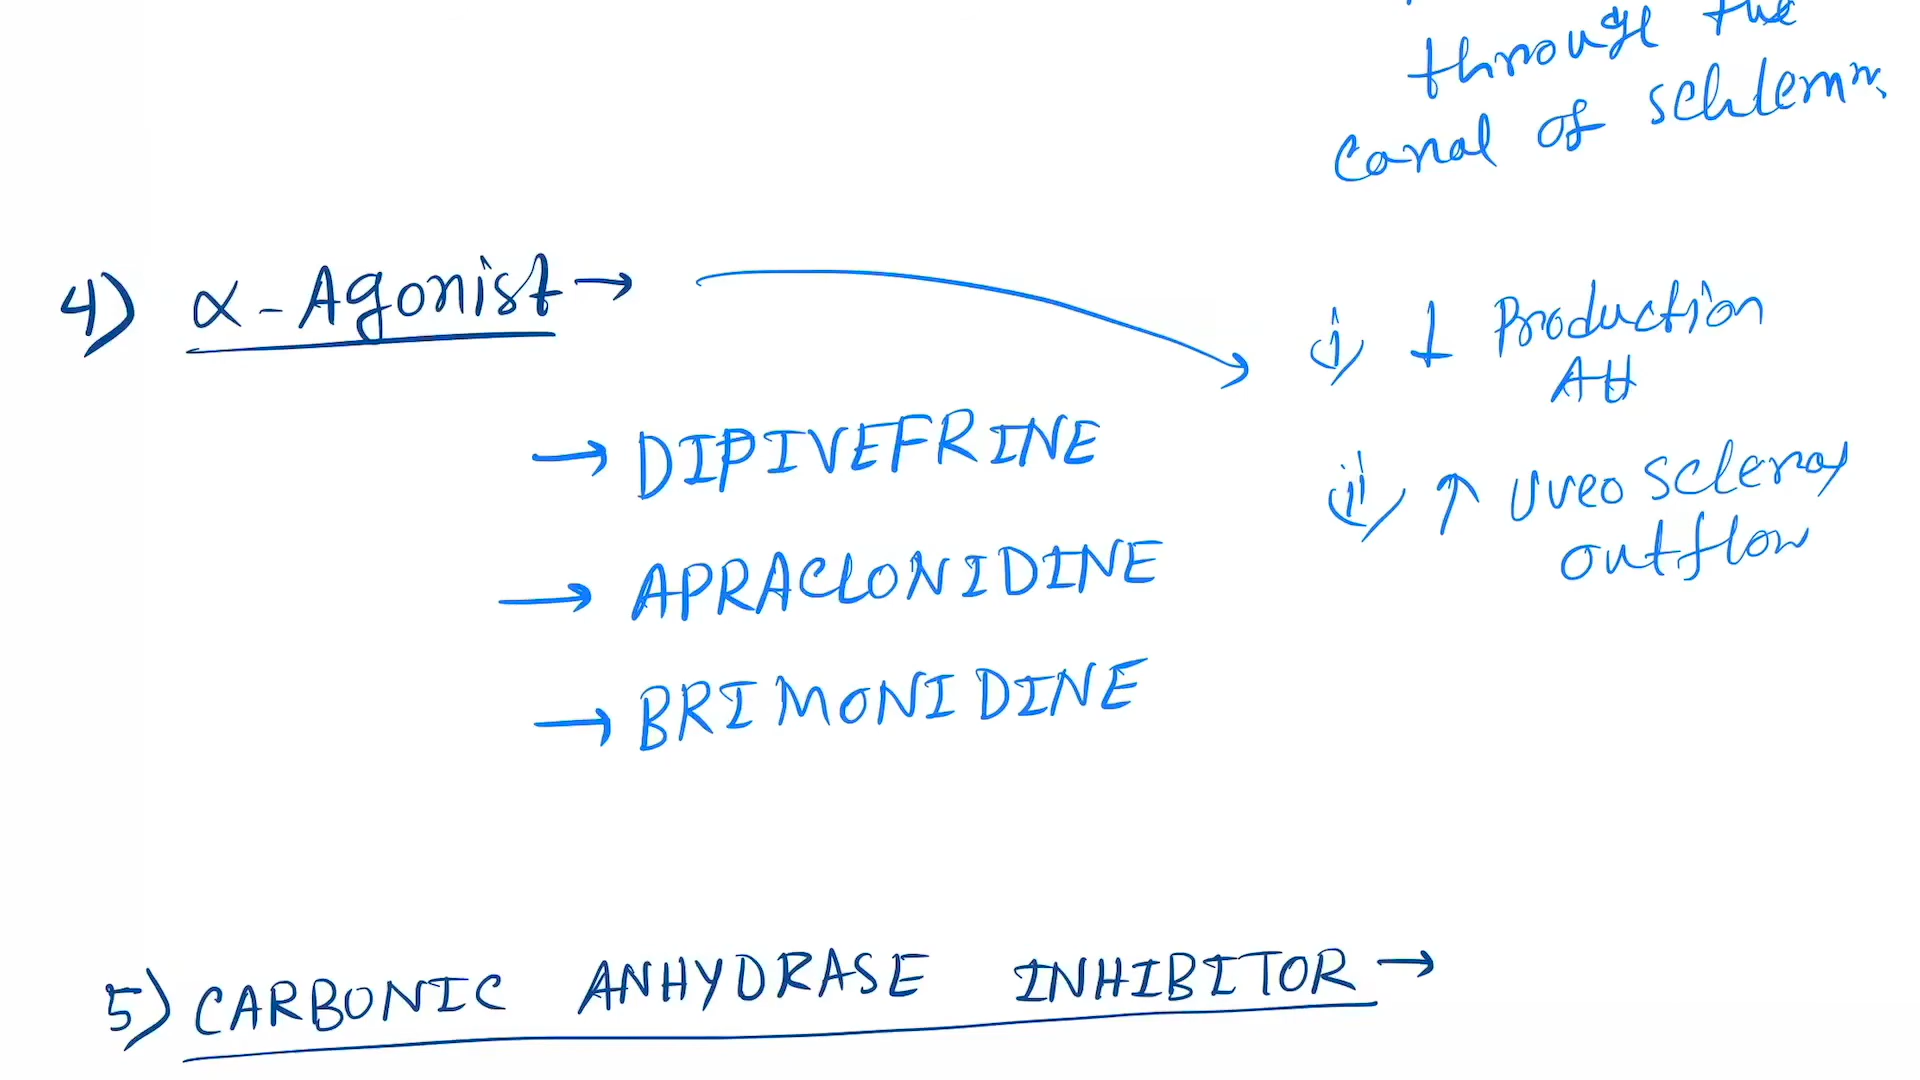 through the
Canal of schlemm
4) α - Agonist →
i) ↓ Production
AH
→ DIPIVEFRINE
ii) ↑ Uveo scleral
outflow
→ APRACLONIDINE
→ BRIMONIDINE
5) CARBONIC ANHYDRASE INHIBITOR →